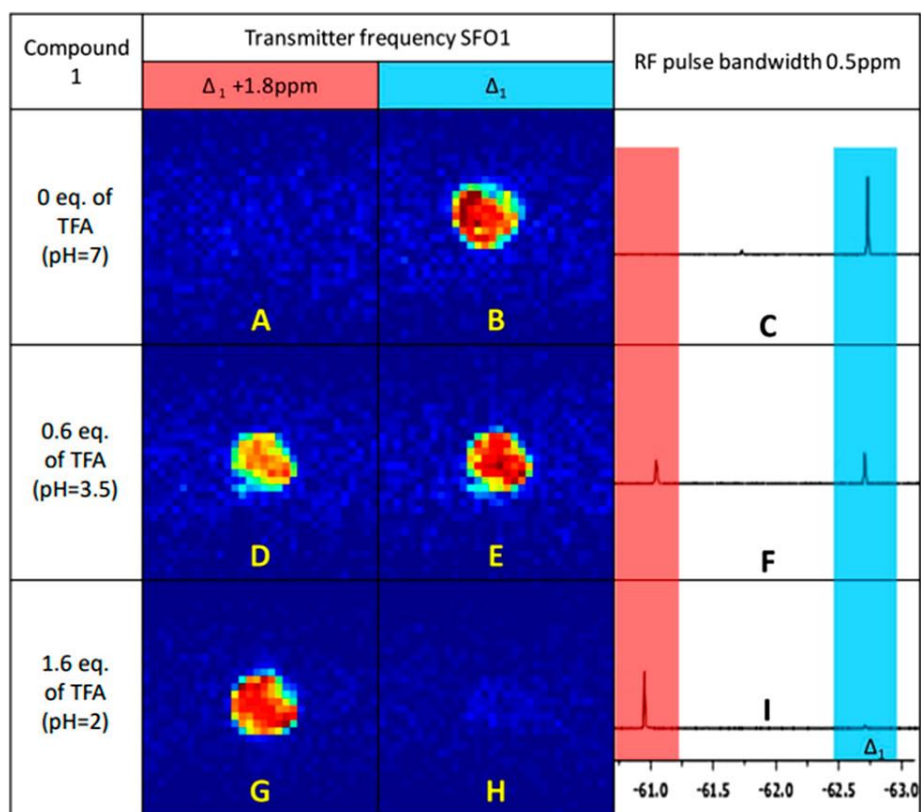 Compound
1
Transmitter frequency SFO1
RF pulse bandwidth 0.5ppm
Δ₁ +1.8ppm
Δ₁
0 eq. of
TFA
(pH=7)
A
B
C
0.6 eq.
of TFA
(pH=3.5)
D
E
F
1.6 eq.
of TFA
(pH=2)
G
H
I
Δ₁
-61.0 -61.5 -62.0 -62.5 -63.0